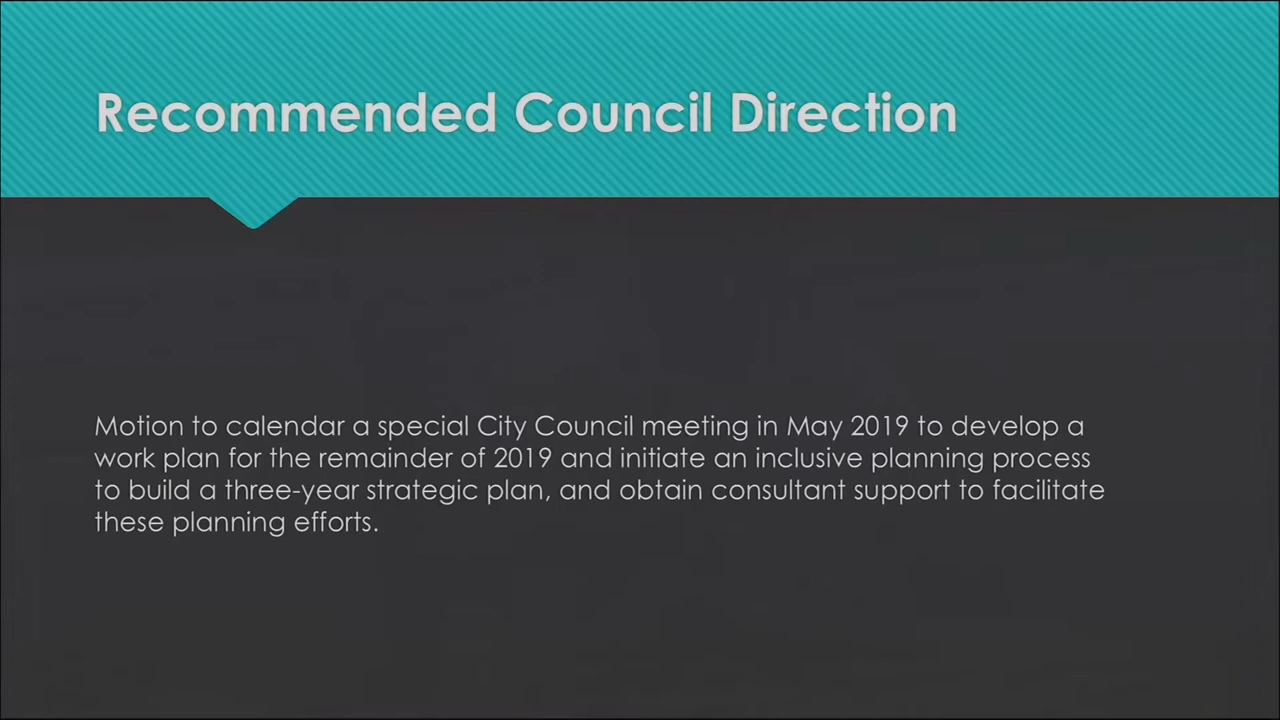 Recommended Council Direction
Motion to calendar a special City Council meeting in May 2019 to develop a
work plan for the remainder of 2019 and initiate an inclusive planning process
to build a three-year strategic plan, and obtain consultant support to facilitate
these planning efforts.